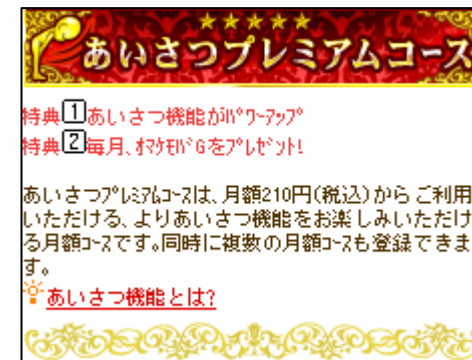 あいさつプレミアムコース
特典1あいさつ機能がﾊﾟﾜｰｱｯﾌﾟ
特典2毎月、ｵﾏｹﾓﾊﾞGをﾌﾟﾚｾﾞﾝﾄ!
あいさつﾌﾟﾚﾐｱﾑｺｰｽは、月額210円(税込)からご利用
いただける、よりあいさつ機能をお楽しみいただけ
る月額ｺｰｽです。同時に複数の月額ｺｰｽも登録できま
す。
あいさつ機能とは?